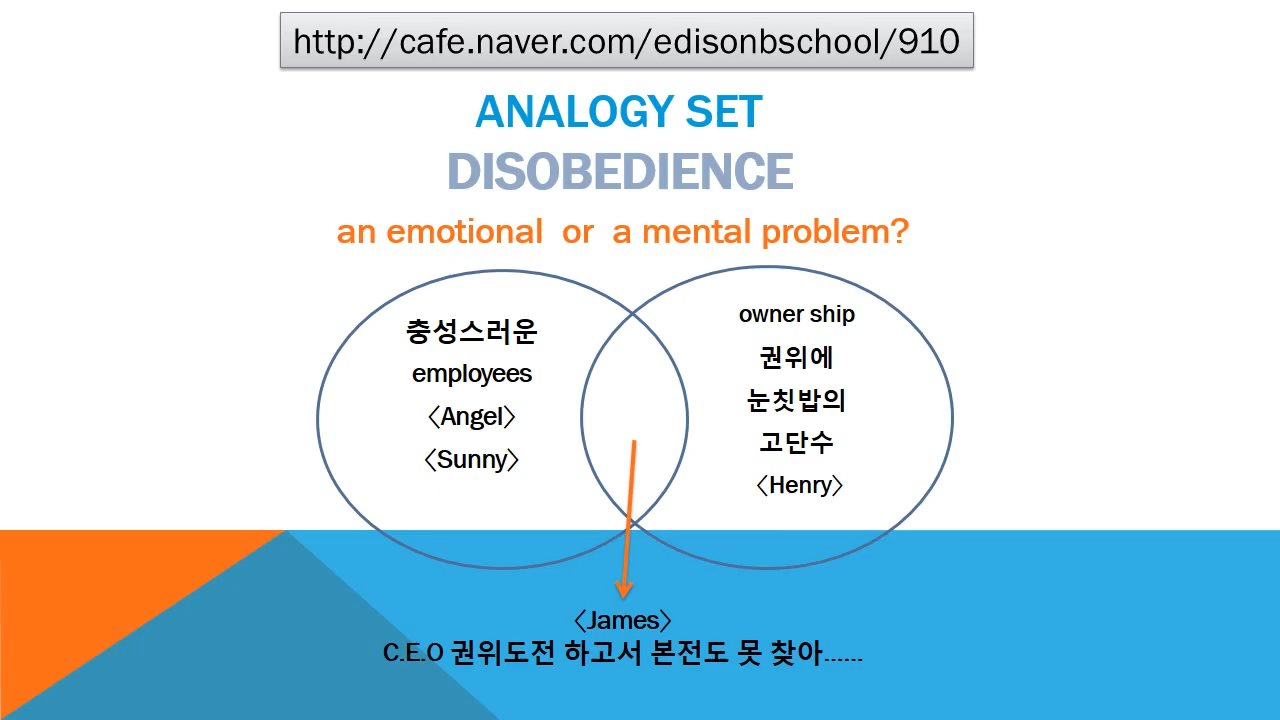 http://cafe.naver.com/edisonbschool/910
ANALOGY SET
DISOBEDIENCE
an emotional or a mental problem?
충성스러운
employees
〈Angel〉
〈Sunny〉
owner ship
권위에
눈칫밥의
고단수
〈Henry〉
〈James〉
C.E.O 권위도전 하고서 본전도 못 찾아......